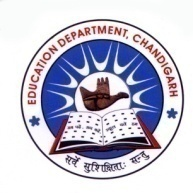 EDUCATION DEPARTMENT, CHANDIGARH
सर्वे सुशिक्षिताः सन्तु